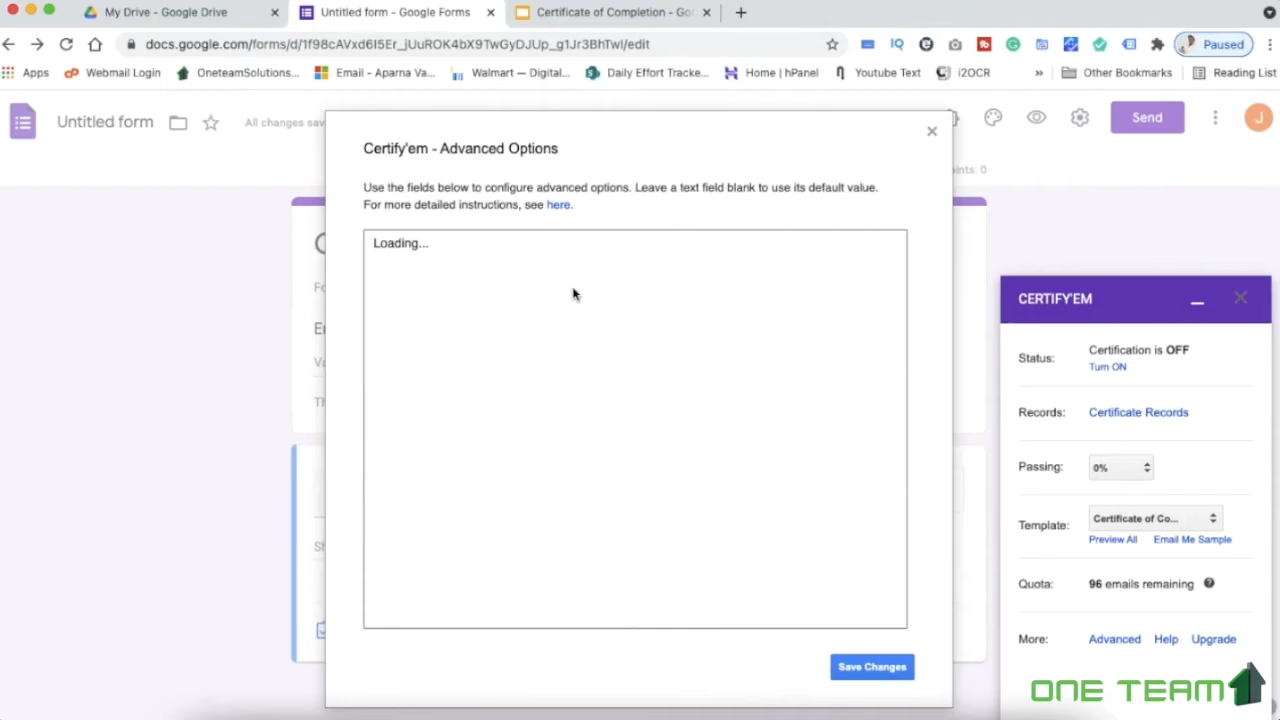 My Drive - Google Drive
Untitled form - Google Forms
Certificate of Completion - Go
docs.google.com/forms/d/1f98cAVxd6I5Er_jUuROK4bX9TwGyDJUp_g1Jr3BhTwI/edit
Paused
Apps
Webmail Login
OneteamSolutions...
Email - Aparna Va...
Walmart — Digital...
Daily Effort Tracke...
Home | hPanel
Youtube Text
i2OCR
»
Other Bookmarks
Reading List
Untitled form
All changes sav
Send
J
oints: 0
Certify'em - Advanced Options
Use the fields below to configure advanced options. Leave a text field blank to use its default value.
For more detailed instructions, see here.
Loading...
Save Changes
CERTIFY'EM
Status:
Certification is OFF
Turn ON
Records:
Certificate Records
Passing:
0%
Template:
Certificate of Co...
Preview All
Email Me Sample
Quota:
96 emails remaining
More:
Advanced
Help
Upgrade
ONE TEAM